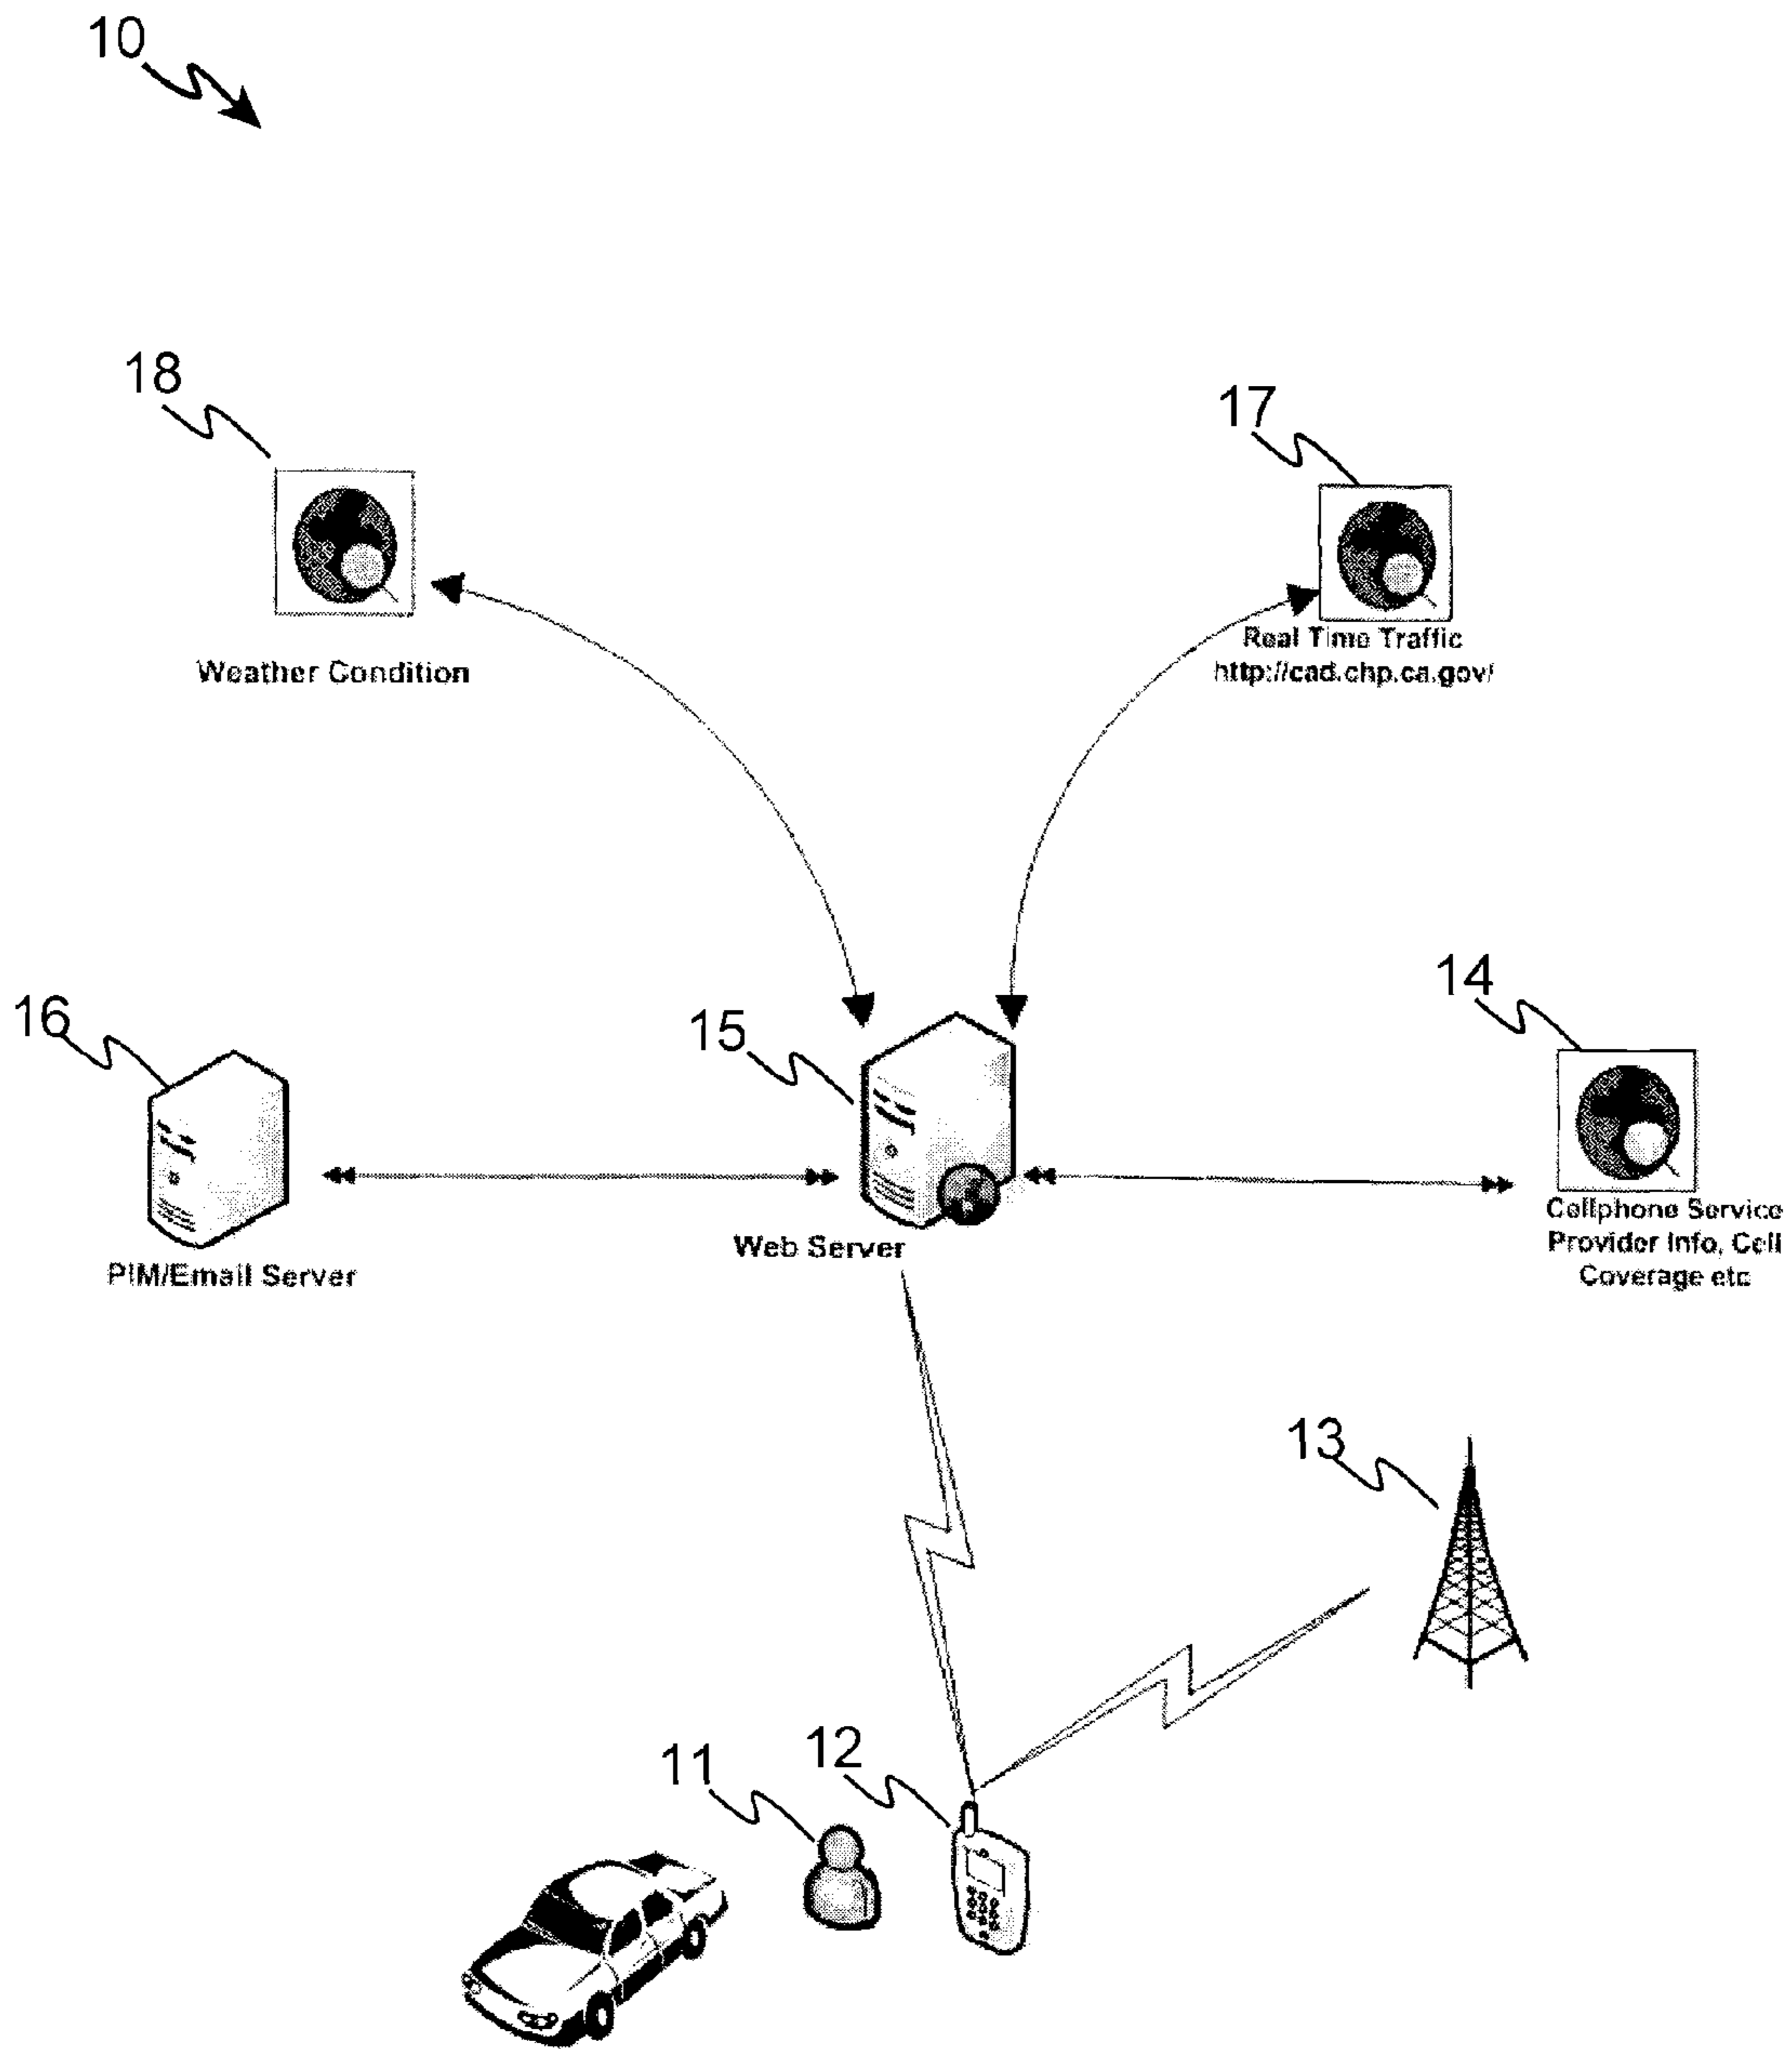 10
18
17
Weather Condition
Real Time Traffic
http://cad.chp.ca.gov/
16
15
14
PIM/Email Server
Web Server
Cellphone Service
Provider Info, Cell
Coverage etc
13
12
11